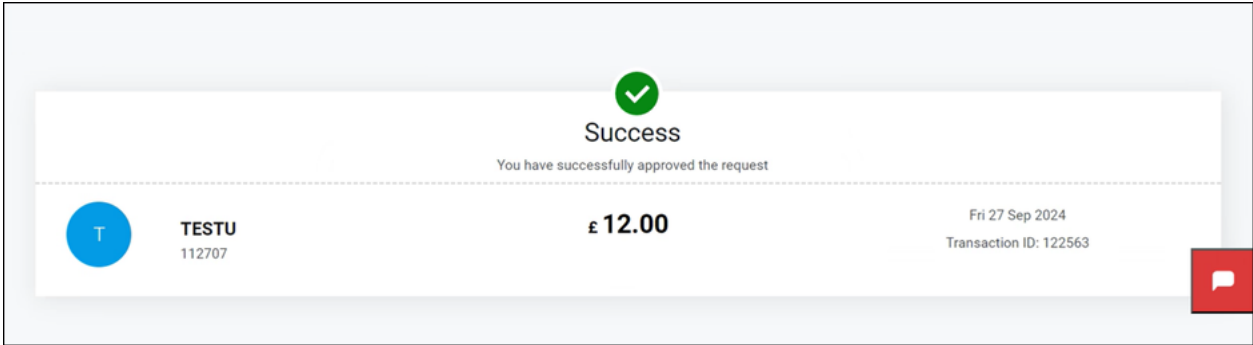 Success
You have successfully approved the request
T
TESTU
112707
£ 12.00
Fri 27 Sep 2024
Transaction ID: 122563